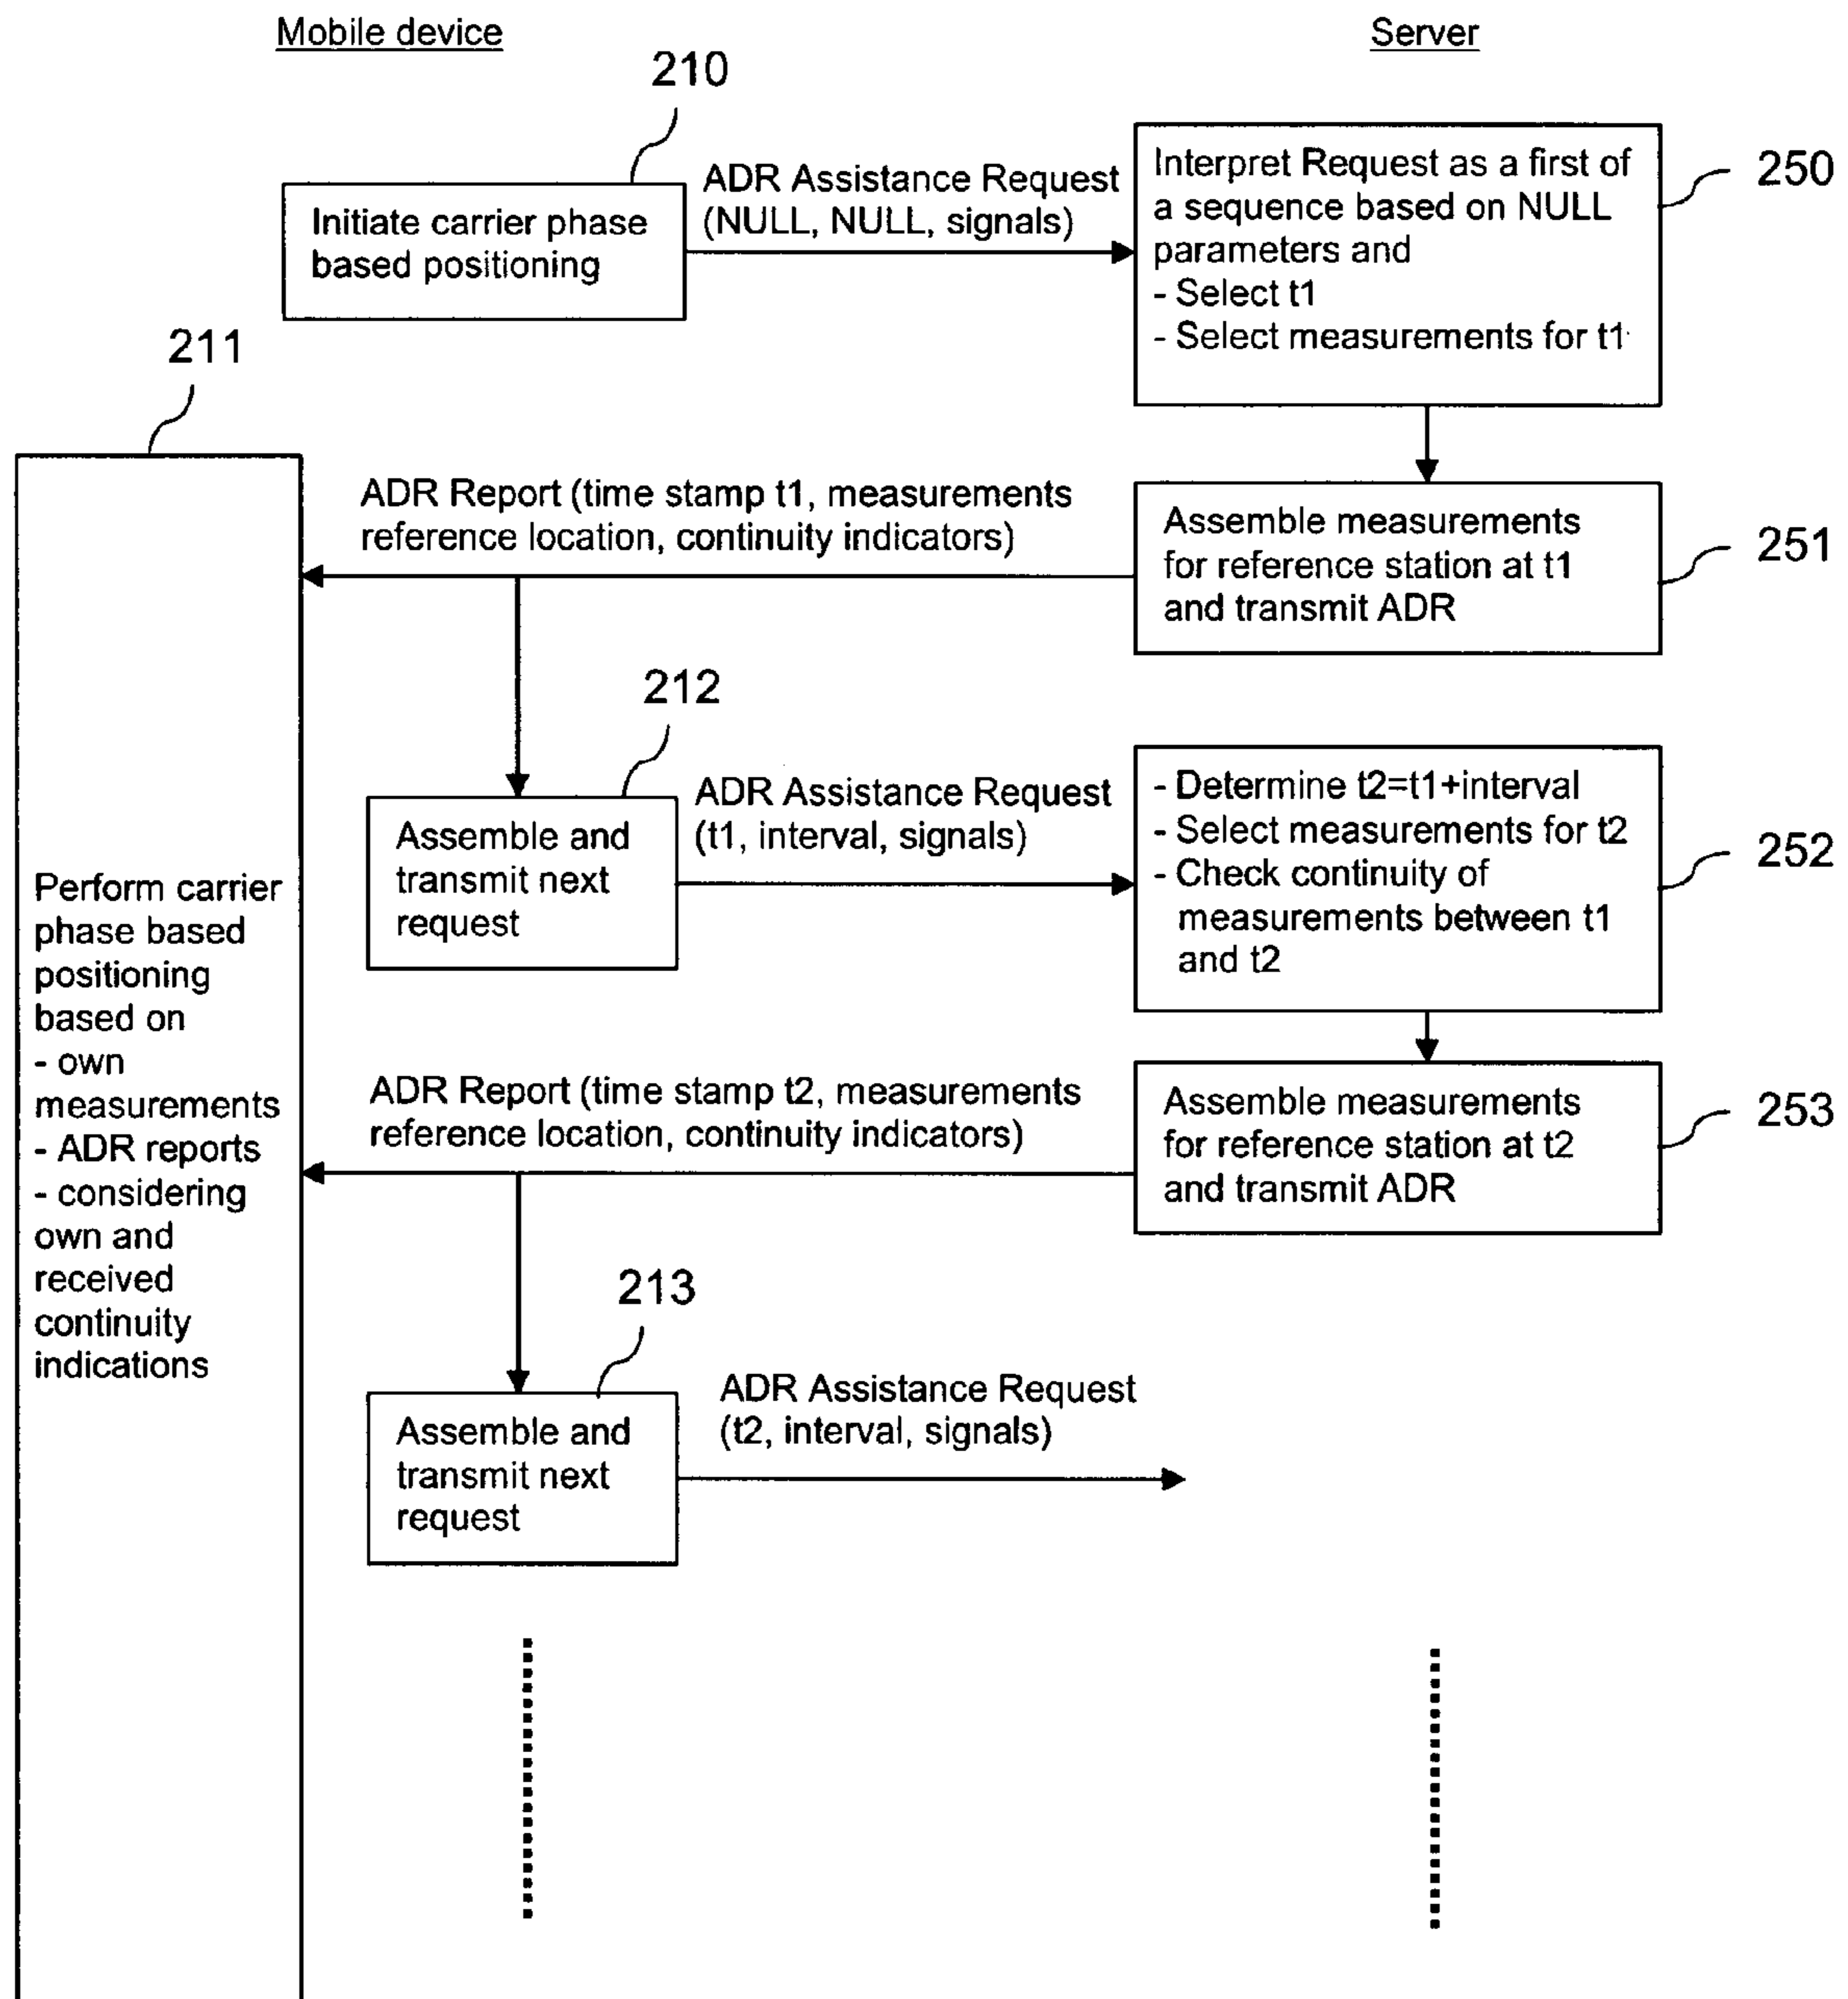 Mobile device
Server
210
Initiate carrier phase
based positioning
ADR Assistance Request
(NULL, NULL, signals)
Interpret Request as a first of
a sequence based on NULL
parameters and
- Select t1
- Select measurements for t1
250
211
ADR Report (time stamp t1, measurements
reference location, continuity indicators)
Assemble measurements
for reference station at t1
and transmit ADR
251
212
Assemble and
transmit next
request
ADR Assistance Request
(t1, interval, signals)
- Determine t2=t1+interval
- Select measurements for t2
- Check continuity of
measurements between t1
and t2
252
Perform carrier
phase based
positioning
based on
- own
measurements
- ADR reports
- considering
own and
received
continuity
indications
ADR Report (time stamp t2, measurements
reference location, continuity indicators)
Assemble measurements
for reference station at t2
and transmit ADR
253
213
Assemble and
transmit next
request
ADR Assistance Request
(t2, interval, signals)